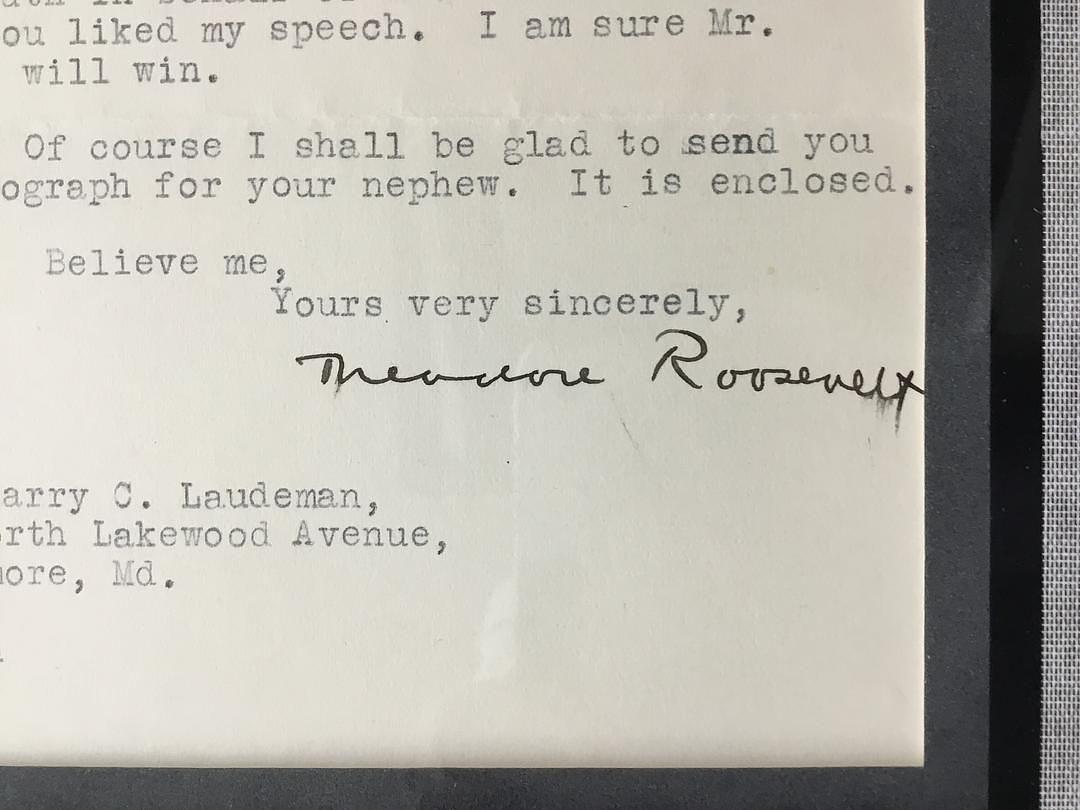 ou liked my speech. I am sure Mr.
will win.
Of course I shall be glad to send you
ograph for your nephew. It is enclosed.
Believe me,
Yours very sincerely,
Theodore Roosevelt
arry C. Laudeman,
rth Lakewood Avenue,
ore, Md.